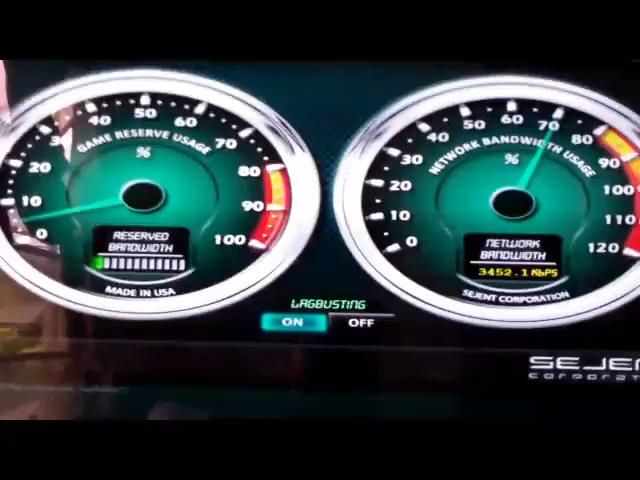 0
10
20
30
40
50
60
70
80
90
100
GAME RESERVE USAGE
%
RESERVED
BANDWIDTH
MADE IN USA
0
10
20
30
40
50
60
70
80
90
100
110
120
NETWORK BANDWIDTH USAGE
%
NETWORK
BANDWIDTH
3452.1 MbPS
SEJENT CORPORATION
LAGBUSTING
ON OFF
SEJEN
corporat